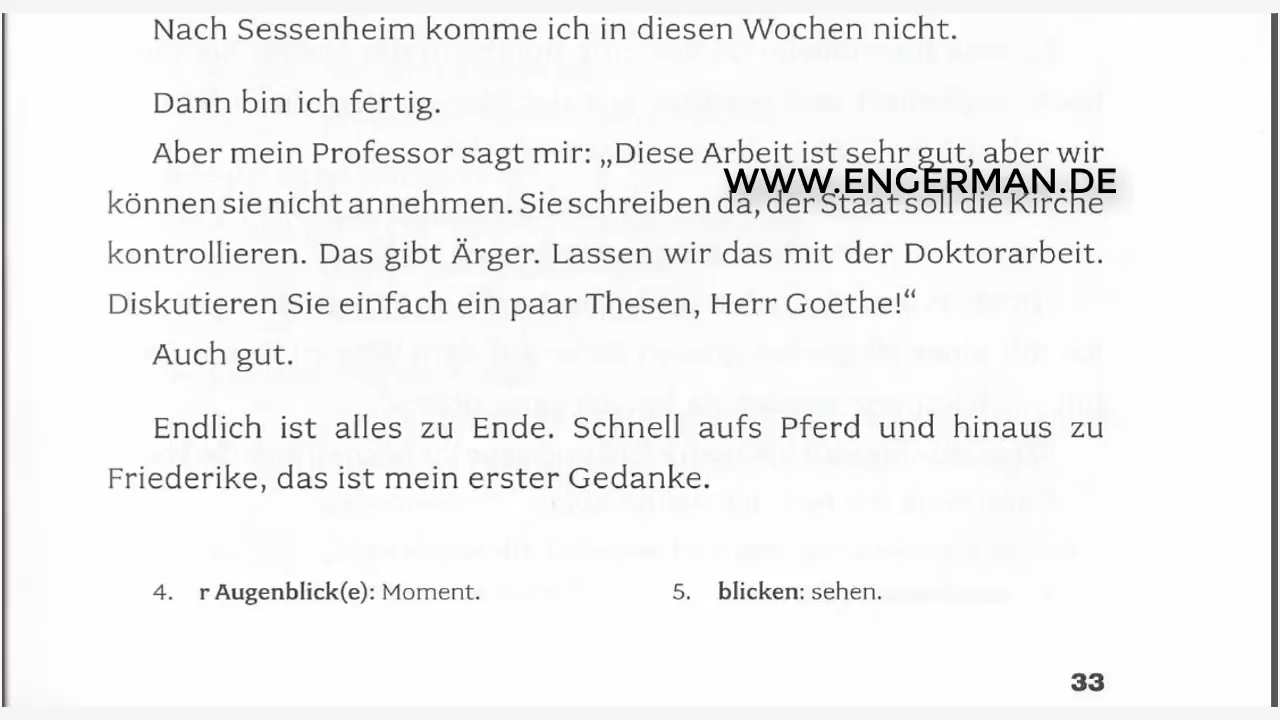 Nach Sessenheim komme ich in diesen Wochen nicht.
Dann bin ich fertig.
Aber mein Professor sagt mir: „Diese Arbeit ist sehr gut, aber wir
WWW.ENGERMAN.DE
können sie nicht annehmen. Sie schreiben da, der Staat soll die Kirche
kontrollieren. Das gibt Ärger. Lassen wir das mit der Doktorarbeit.
Diskutieren Sie einfach ein paar Thesen, Herr Goethe!“
Auch gut.
Endlich ist alles zu Ende. Schnell aufs Pferd und hinaus zu
Friederike, das ist mein erster Gedanke.
4. r Augenblick(e): Moment.
5. blicken: sehen.
33